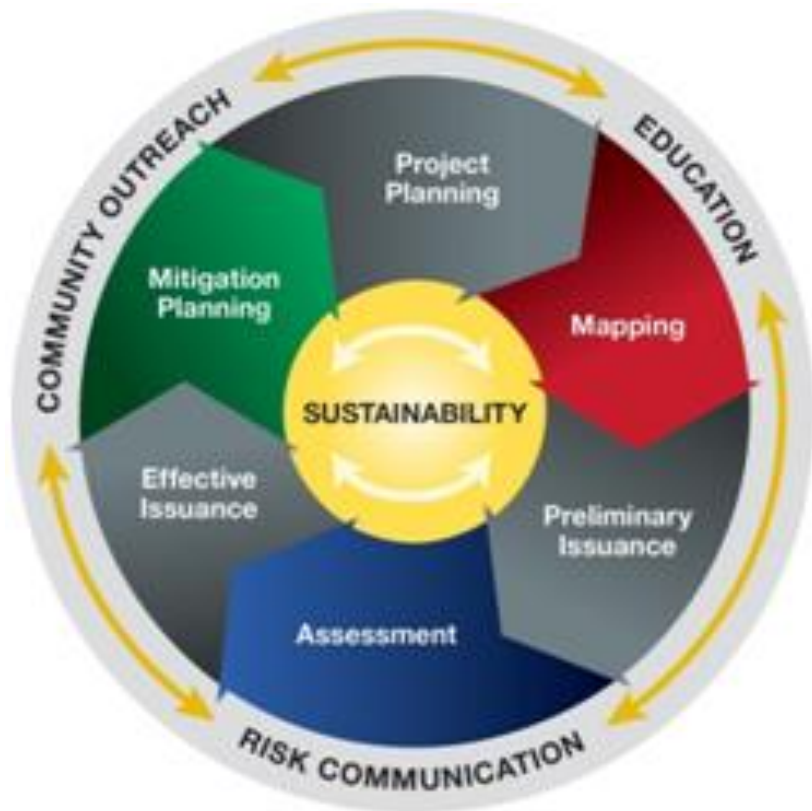 COMMUNITY OUTREACH
EDUCATION
Project
Planning
Mitigation
Planning
Mapping
SUSTAINABILITY
Effective
Issuance
Preliminary
Issuance
Assessment
RISK COMMUNICATION